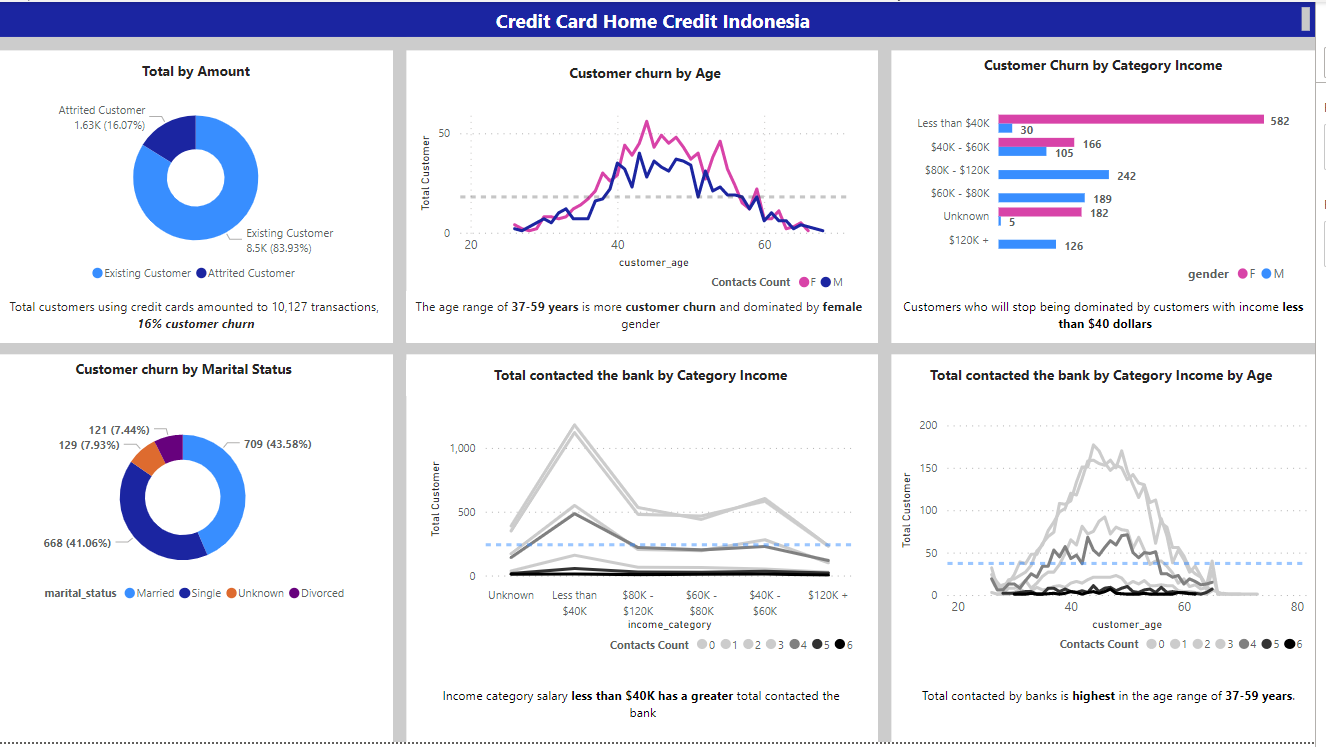 Credit Card Home Credit Indonesia
Total by Amount
Attrited Customer
1.63K (16.07%)
Existing Customer
8.5K (83.93%)
Existing Customer Attrited Customer
Total customers using credit cards amounted to 10,127 transactions,
16% customer churn
Customer churn by Age
Total Customer
50
0
20 40 60
customer_age
Contacts Count F M
The age range of 37-59 years is more customer churn and dominated by female
gender
Customer Churn by Category Income
Less than $40K 582
30
$40K - $60K 166
105
$80K - $120K 242
$60K - $80K 189
Unknown 182
5
$120K + 126
gender F M
Customers who will stop being dominated by customers with income less
than $40 dollars
Customer churn by Marital Status
121 (7.44%)
129 (7.93%)
709 (43.58%)
668 (41.06%)
marital_status Married Single Unknown Divorced
Total contacted the bank by Category Income
Total Customer
1,000
500
0
Unknown Less than $80K - $60K - $40K - $120K +
$40K $120K $80K $60K
income_category
Contacts Count 0 1 2 3 4 5 6
Income category salary less than $40K has a greater total contacted the
bank
Total contacted the bank by Category Income by Age
Total Customer
200
150
100
50
0
20 40 60 80
customer_age
Contacts Count 0 1 2 3 4 5 6
Total contacted by banks is highest in the age range of 37-59 years.